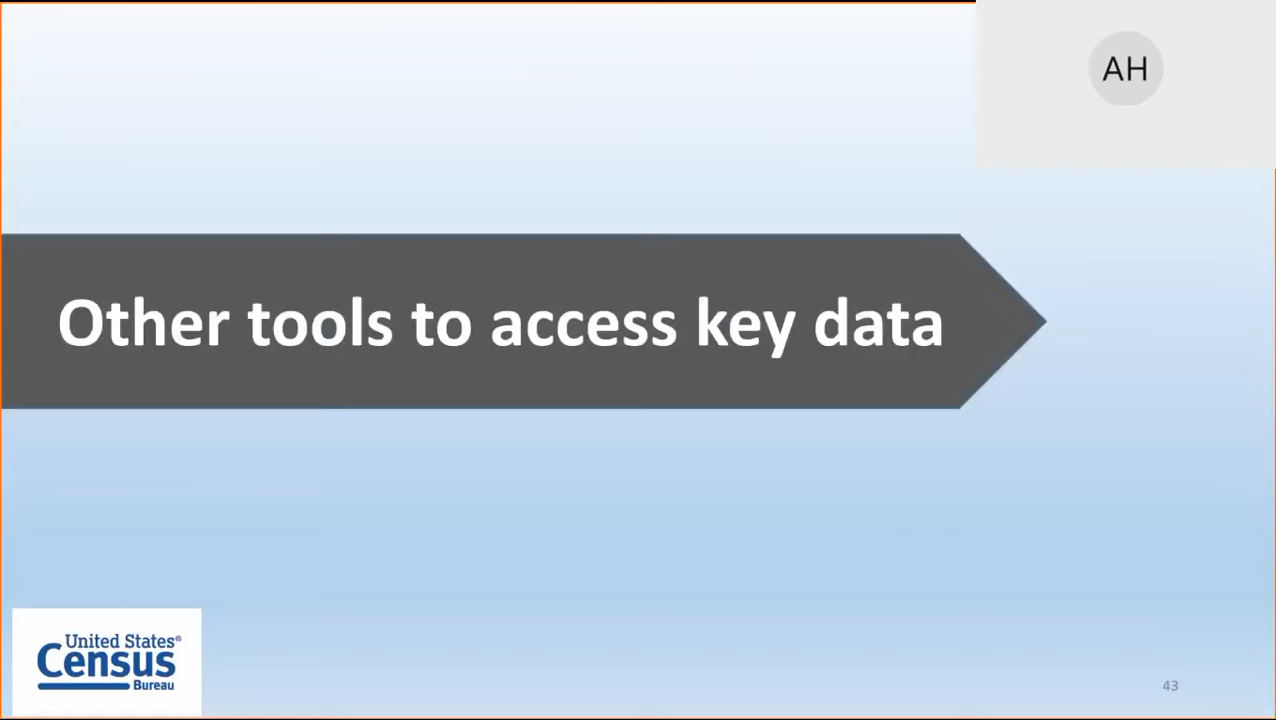 AH
Other tools to access key data
United States®
Census
Bureau
43